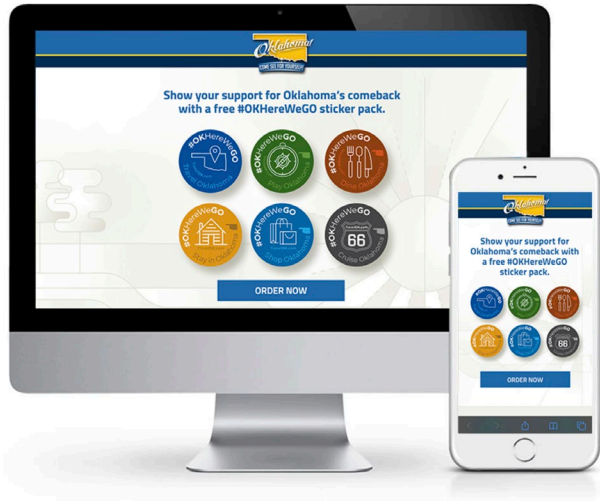 Oklahoma!
COME SEE FOR YOURSELF
Show your support for Oklahoma's comeback
with a free #OKHereWeGO sticker pack.
#OKHereWeGO
Travel Oklahoma
#OKHereWeGO
Play Oklahoma
#OKHereWeGO
Dine Oklahoma
#OKHereWeGO
Stay in Oklahoma
#OKHereWeGO
Shop Oklahoma
#OKHereWeGO
66
Cruise Oklahoma
ORDER NOW
Oklahoma!
COME SEE FOR YOURSELF
Show your support for
Oklahoma's comeback with
a free #OKHereWeGO
sticker pack.
66
ORDER NOW